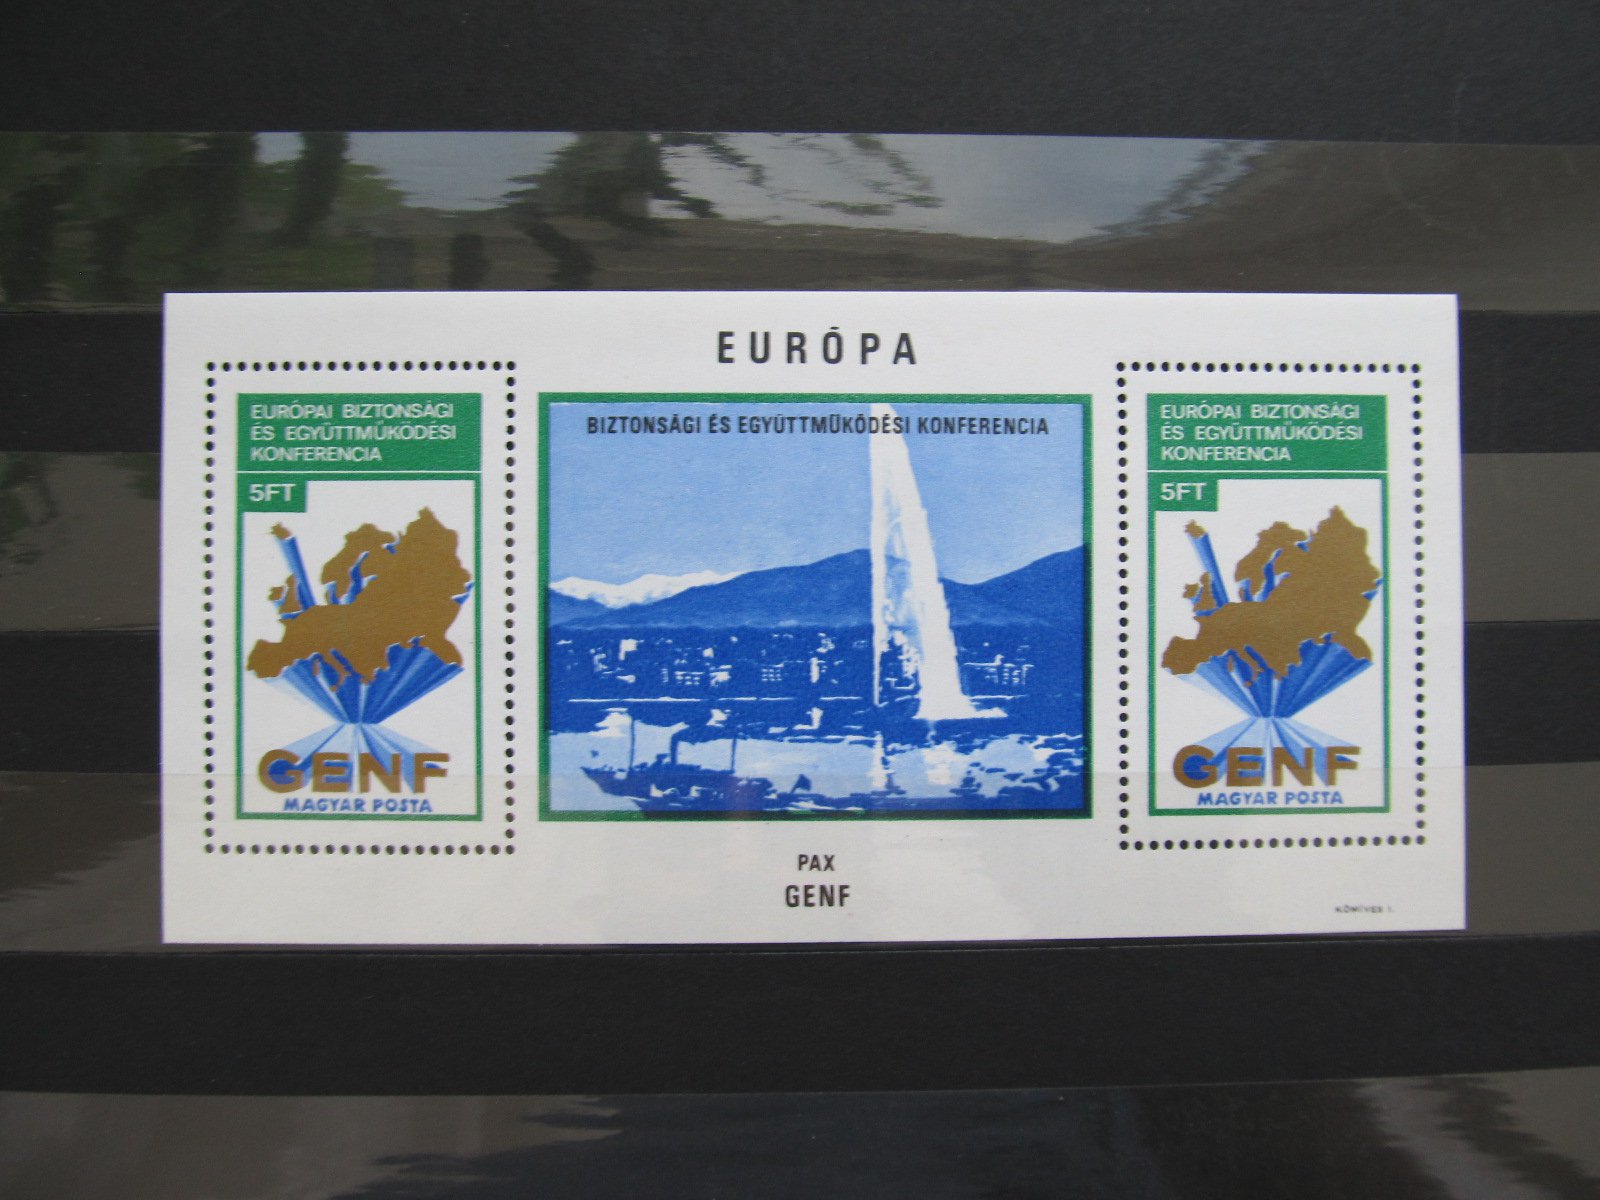 EURÓPA
EURÓPAI BIZTONSÁGI
ÉS EGYÜTTMŰKÖDÉSI
KONFERENCIA
5FT
GENF
MAGYAR POSTA
BIZTONSÁGI ÉS EGYÜTTMŰKÖDÉSI KONFERENCIA
EURÓPAI BIZTONSÁGI
ÉS EGYÜTTMŰKÖDÉSI
KONFERENCIA
5FT
GENF
MAGYAR POSTA
PAX
GENF
KŐMÍVES I.